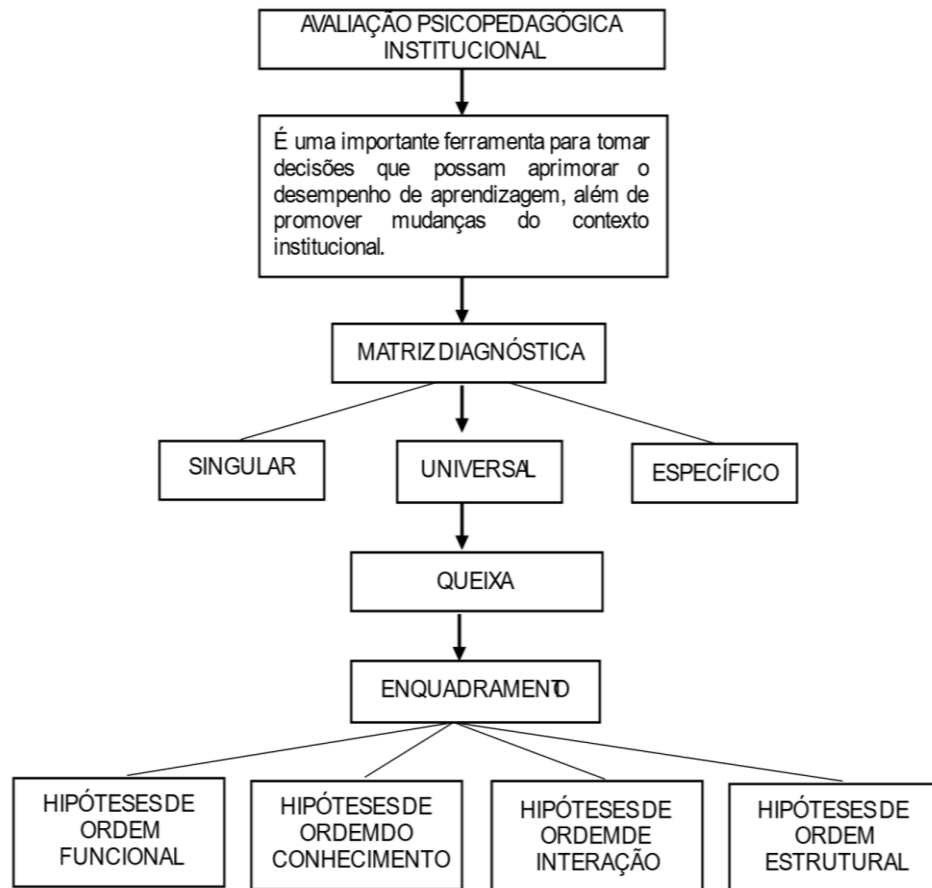 AVALIAÇÃO PSICOPEDAGÓGICA
INSTITUCIONAL
É uma importante ferramenta para tomar
decisões que possam aprimorar o
desempenho de aprendizagem, além de
promover mudanças do contexto
institucional.
MATRIZ DIAGNÓSTICA
SINGULAR
UNIVERSAL
ESPECÍFICO
QUEIXA
ENQUADRAMENTO
HIPÓTESES DE
ORDEM
FUNCIONAL
HIPÓTESES DE
ORDEM DO
CONHECIMENTO
HIPÓTESES DE
ORDEM DE
INTERAÇÃO
HIPÓTESES DE
ORDEM
ESTRUTURAL